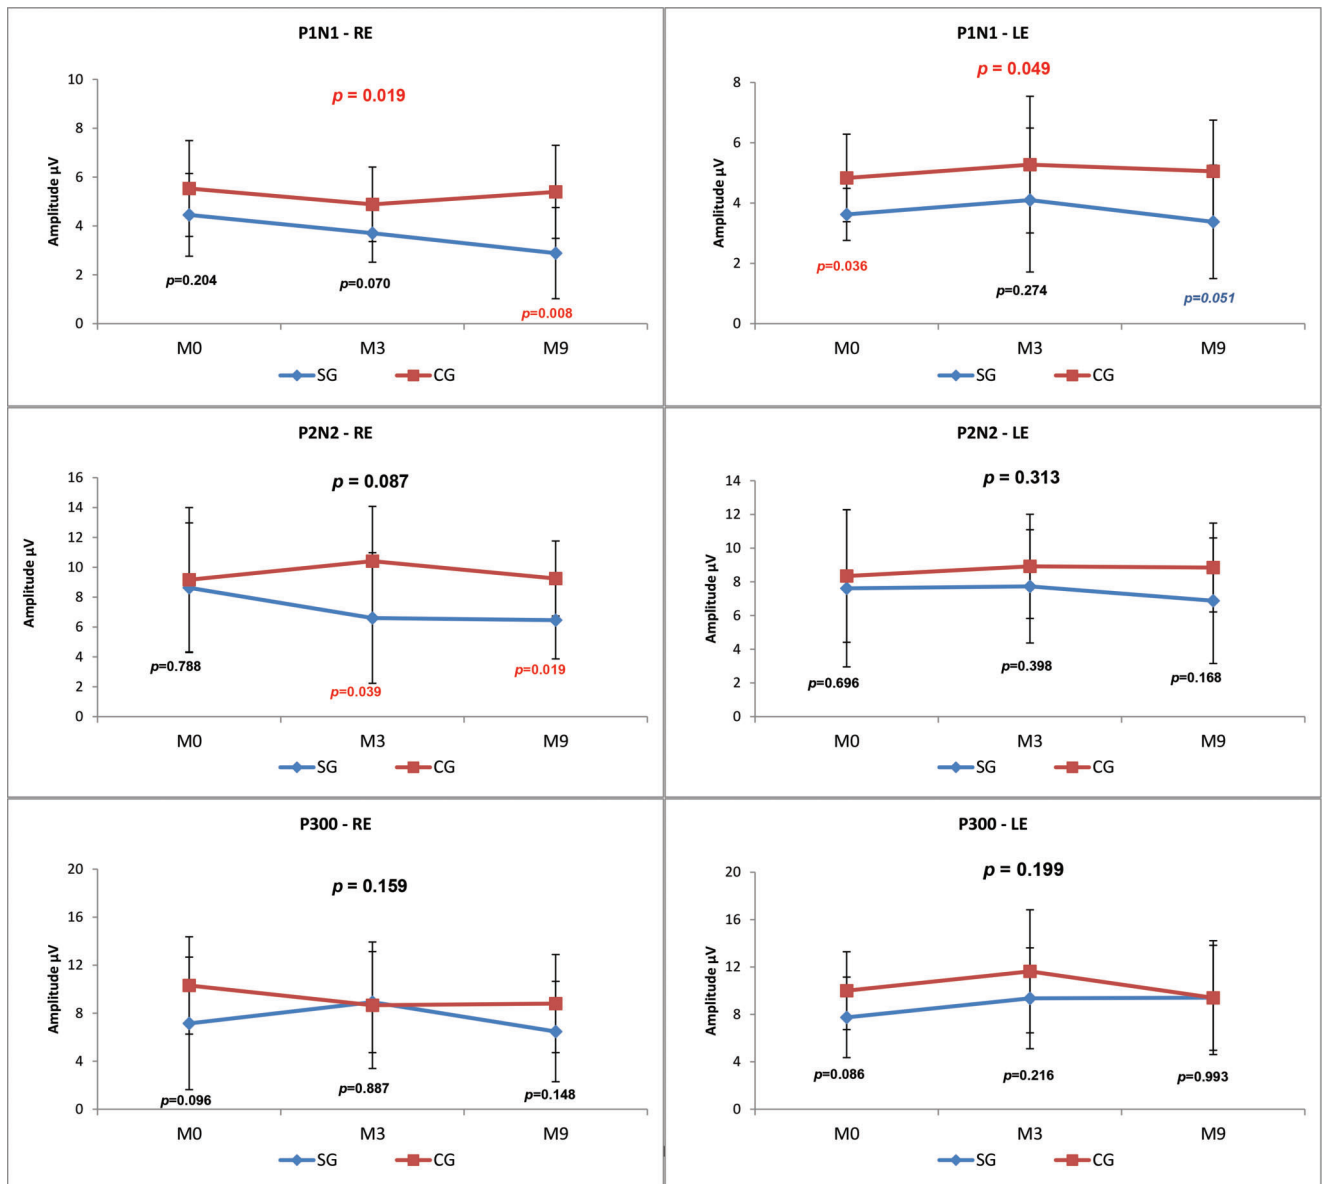 P1N1 - RE
p = 0.019
Amplitude µV
10
8
6
4
2
0
p=0.204
p=0.070
p=0.008
M0 M3 M9
SG CG
P1N1 - LE
p = 0.049
Amplitude µV
8
6
4
2
0
p=0.036
p=0.274
p=0.051
M0 M3 M9
SG CG
P2N2 - RE
p = 0.087
Amplitude µV
16
14
12
10
8
6
4
2
0
p=0.788
p=0.039
p=0.019
M0 M3 M9
SG CG
P2N2 - LE
p = 0.313
Amplitude µV
14
12
10
8
6
4
2
0
p=0.696
p=0.398
p=0.168
M0 M3 M9
SG CG
P300 - RE
p = 0.159
Amplitude µV
20
16
12
8
4
0
p=0.096
p=0.887
p=0.148
M0 M3 M9
SG CG
P300 - LE
p = 0.199
Amplitude µV
20
16
12
8
4
0
p=0.086
p=0.216
p=0.993
M0 M3 M9
SG CG